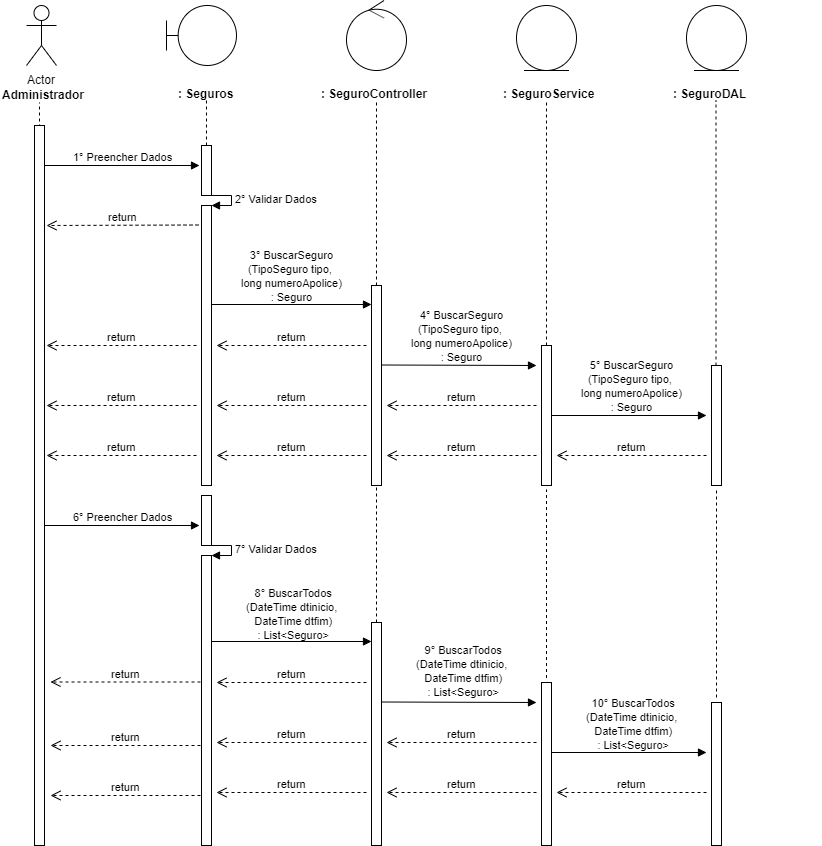 Actor
Administrador
: Seguros
: SeguroController
: SeguroService
: SeguroDAL
1° Preencher Dados
2° Validar Dados
return
3° BuscarSeguro
(TipoSeguro tipo,
long numeroApolice)
: Seguro
4° BuscarSeguro
(TipoSeguro tipo,
long numeroApolice)
: Seguro
return
return
5° BuscarSeguro
(TipoSeguro tipo,
long numeroApolice)
: Seguro
return
return
return
return
return
return
return
6° Preencher Dados
7° Validar Dados
8° BuscarTodos
(DateTime dtinicio,
DateTime dtfim)
: List<Seguro>
9° BuscarTodos
(DateTime dtinicio,
DateTime dtfim)
: List<Seguro>
return
return
10° BuscarTodos
(DateTime dtinicio,
DateTime dtfim)
: List<Seguro>
return
return
return
return
return
return
return